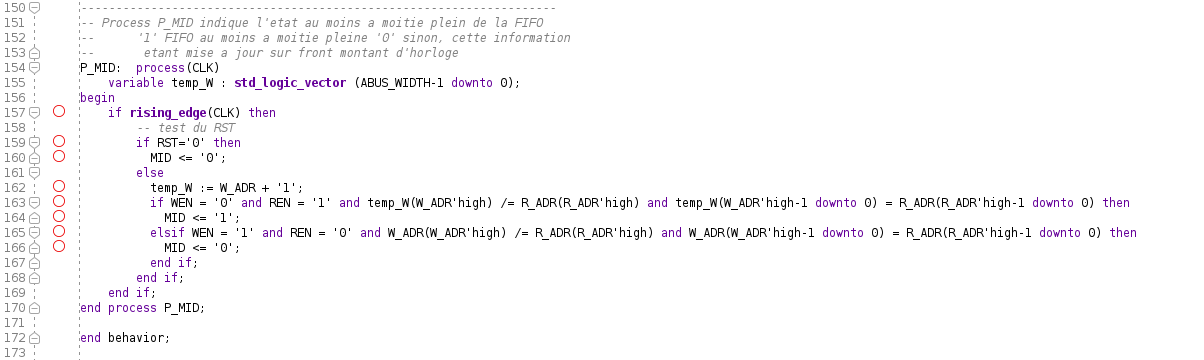 150 --------------------------------------------------------------------
151 -- Process P_MID indique l'etat au moins a moitie plein de la FIFO
152 --      '1' FIFO au moins a moitie pleine '0' sinon, cette information
153 --       etant mise a jour sur front montant d'horloge
154 P_MID:  process(CLK)
155     variable temp_W : std_logic_vector (ABUS_WIDTH-1 downto 0);
156 begin
157     if rising_edge(CLK) then
158         -- test du RST
159         if RST='0' then
160           MID <= '0';
161         else
162           temp_W := W_ADR + '1';
163           if WEN = '0' and REN = '1' and temp_W(W_ADR'high) /= R_ADR(R_ADR'high) and temp_W(W_ADR'high-1 downto 0) = R_ADR(R_ADR'high-1 downto 0) then
164             MID <= '1';
165           elsif WEN = '1' and REN = '0' and W_ADR(W_ADR'high) /= R_ADR(R_ADR'high) and W_ADR(W_ADR'high-1 downto 0) = R_ADR(R_ADR'high-1 downto 0) then
166             MID <= '0';
167           end if;
168         end if;
169     end if;
170 end process P_MID;
171
172 end behavior;
173